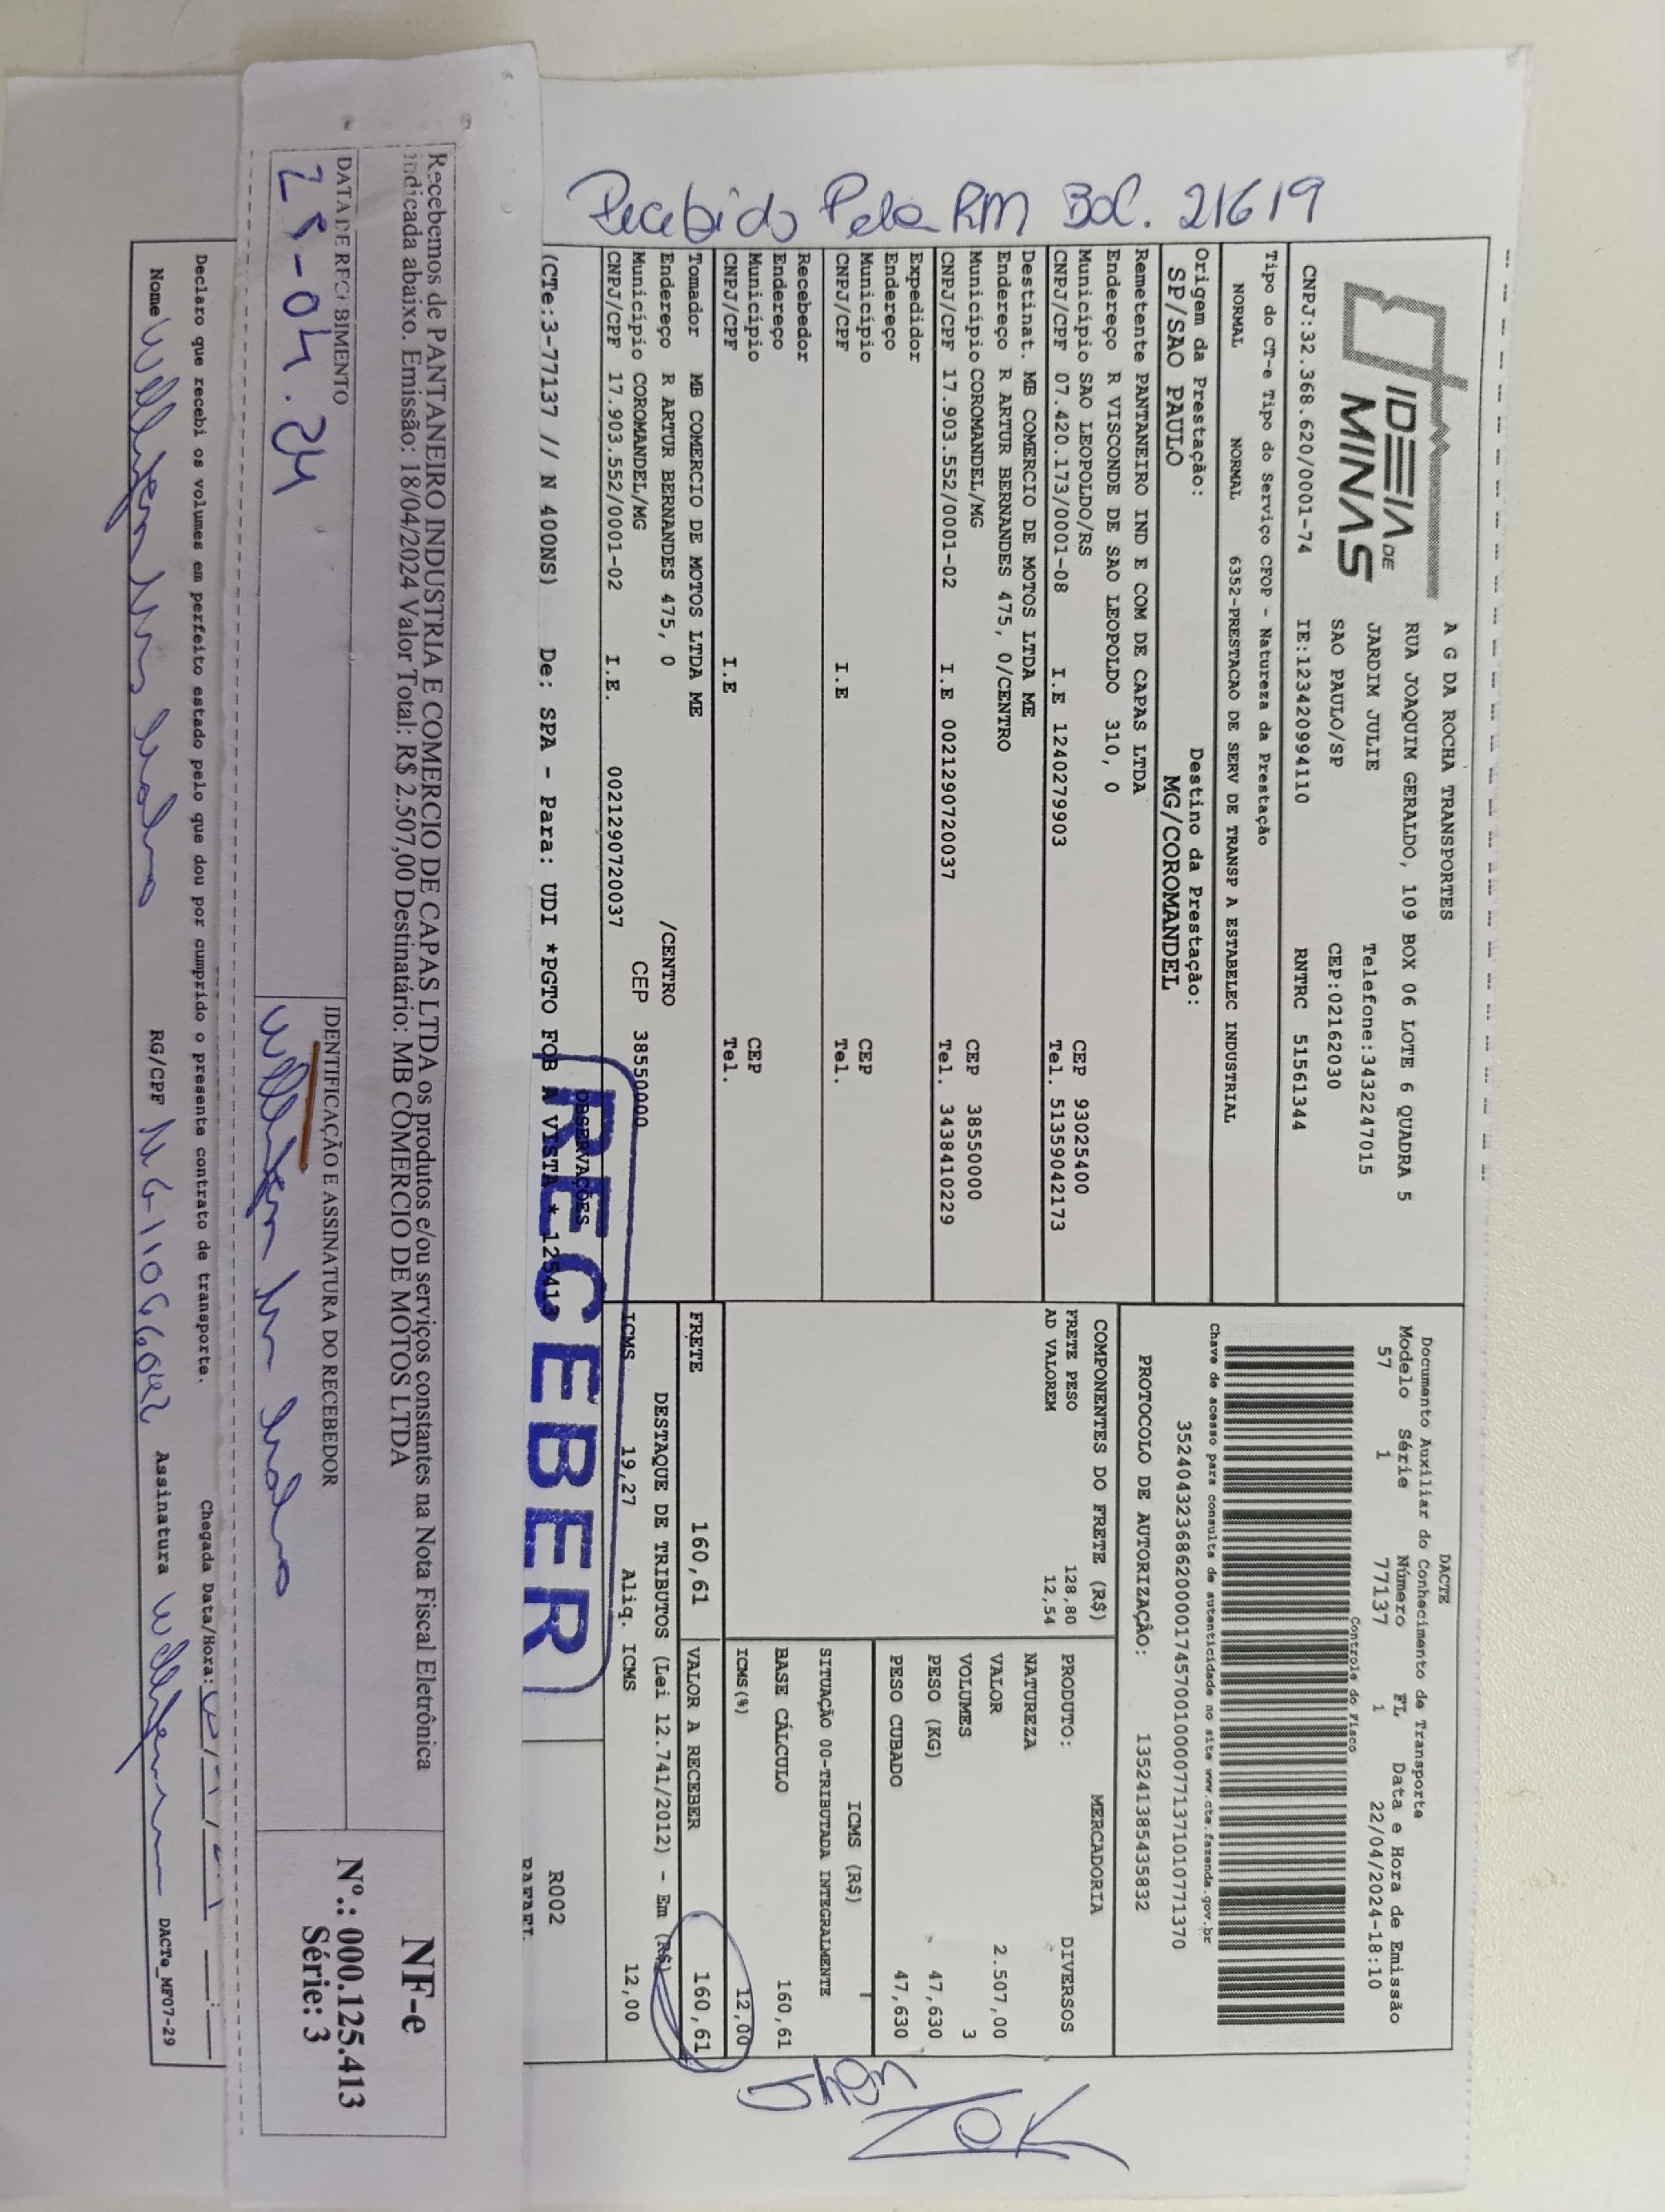 Recebido Pela RM BOL. 21619
IDEIA DE
MINAS
A G DA ROCHA TRANSPORTES
RUA JOAQUIM GERALDO, 109 BOX 06 LOTE 6 QUADRA 5
JARDIM JULIE Telefone:3432247015
SAO PAULO/SP CEP:02162030
CNPJ:32.368.620/0001-74 IE:123420994110 RNTRC 51561344
Tipo do CT-e Tipo do Serviço CFOP - Natureza da Prestação
NORMAL NORMAL 6352-PRESTACAO DE SERV DE TRANSP A ESTABELEC INDUSTRIAL
Origem da Prestação: Destino da Prestação:
SP/SAO PAULO MG/COROMANDEL
Remetente PANTANEIRO IND E COM DE CAPAS LTDA
Endereço R VISCONDE DE SAO LEOPOLDO 310, 0
Município SAO LEOPOLDO/RS CEP 93025400
CNPJ/CPF 07.420.173/0001-08 I.E 1240279903 Tel. 5135904217​3
Destinat. MB COMERCIO DE MOTOS LTDA ME
Endereço R ARTUR BERNANDES 475, 0/CENTRO
Município COROMANDEL/MG CEP 38550000
CNPJ/CPF 17.903.552/0001-02 I.E 0021290720037 Tel. 3438410229
Expedidor
Endereço
Município CEP
CNPJ/CPF I.E Tel.
Recebedor
Endereço
Município CEP
CNPJ/CPF I.E Tel.
Tomador MB COMERCIO DE MOTOS LTDA ME
Endereço R ARTUR BERNANDES 475, 0 /CENTRO
Município COROMANDEL/MG CEP 38550000
CNPJ/CPF 17.903.552/0001-02 I.E. 0021290720037
OBSERVAÇÕES
(CTe:3-77137 // N 400NS) De: SPA - Para: UDI *PGTO FOB A VISTA * 125413
RECEBER
DACTE
Documento Auxiliar do Conhecimento de Transporte
Modelo Série Número FL Data e Hora de Emissão
57 1 77137 1 22/04/2024-18:10
Controle do Fisco
Chave de acesso para consulta de autenticidade no site www.cte.fazenda.gov.br
35240432368620000174570010000771371010771370
PROTOCOLO DE AUTORIZAÇÃO: 135241385435832
COMPONENTES DO FRETE (R$)
FRETE PESO 128,80
AD VALOREM 12,54
MERCADORIA
PRODUTO: DIVERSOS
NATUREZA
VALOR 2.507,00
VOLUMES 3
PESO (KG) 47,630
PESO CUBADO 47,630
ICMS (R$)
SITUAÇÃO 00-TRIBUTADA INTEGRALMENTE
BASE CÁLCULO 160,61
ICMS(%) 12,00
FRETE 160,61 VALOR A RECEBER 160,61
DESTAQUE DE TRIBUTOS (Lei 12.741/2012) - Em (R$)
ICMS 19,27 Aliq. ICMS 12,00
R002
RAFAEL
Recebemos de PANTANEIRO INDUSTRIA E COMERCIO DE CAPAS LTDA os produtos e/ou serviços constantes na Nota Fiscal Eletrônica
indicada abaixo. Emissão: 18/04/2024 Valor Total: R$ 2.507,00 Destinatário: MB COMERCIO DE MOTOS LTDA
DATA DE RECEBIMENTO IDENTIFICAÇÃO E ASSINATURA DO RECEBEDOR
NF-e
Nº.: 000.125.413
Série: 3
Declaro que recebi os volumes em perfeito estado pelo que dou por cumprido o presente contrato de transporte. Chegada Data/Hora:
Nome RG/CPF Assinatura
DACTe_MF07-29